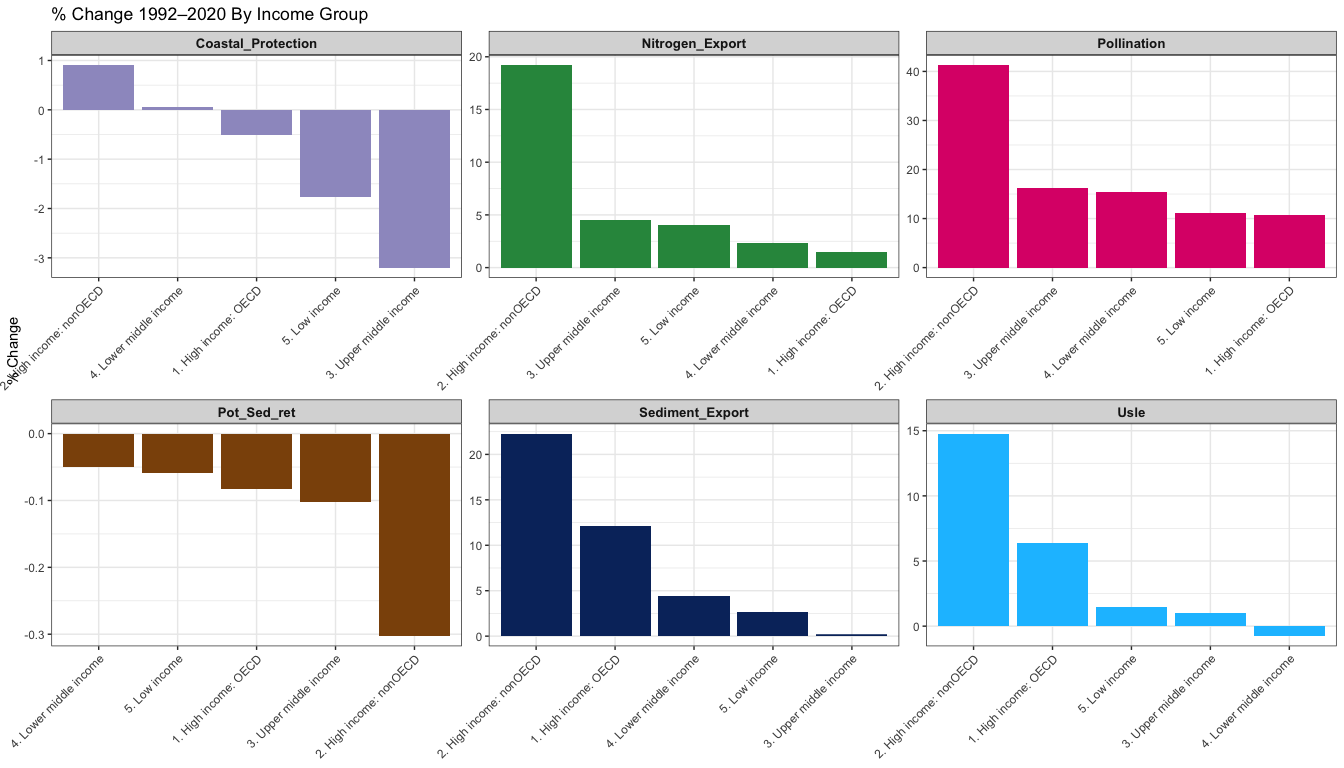 % Change 1992–2020 By Income Group
% Change
Coastal_Protection
1
0
-1
-2
-3
2. High income: nonOECD
4. Lower middle income
1. High income: OECD
5. Low income
3. Upper middle income
Nitrogen_Export
20
15
10
5
0
2. High income: nonOECD
3. Upper middle income
5. Low income
4. Lower middle income
1. High income: OECD
Pollination
40
30
20
10
0
2. High income: nonOECD
3. Upper middle income
4. Lower middle income
5. Low income
1. High income: OECD
Pot_Sed_ret
0.0
-0.1
-0.2
-0.3
4. Lower middle income
5. Low income
1. High income: OECD
3. Upper middle income
2. High income: nonOECD
Sediment_Export
20
15
10
5
0
2. High income: nonOECD
1. High income: OECD
4. Lower middle income
5. Low income
3. Upper middle income
Usle
15
10
5
0
2. High income: nonOECD
1. High income: OECD
5. Low income
3. Upper middle income
4. Lower middle income